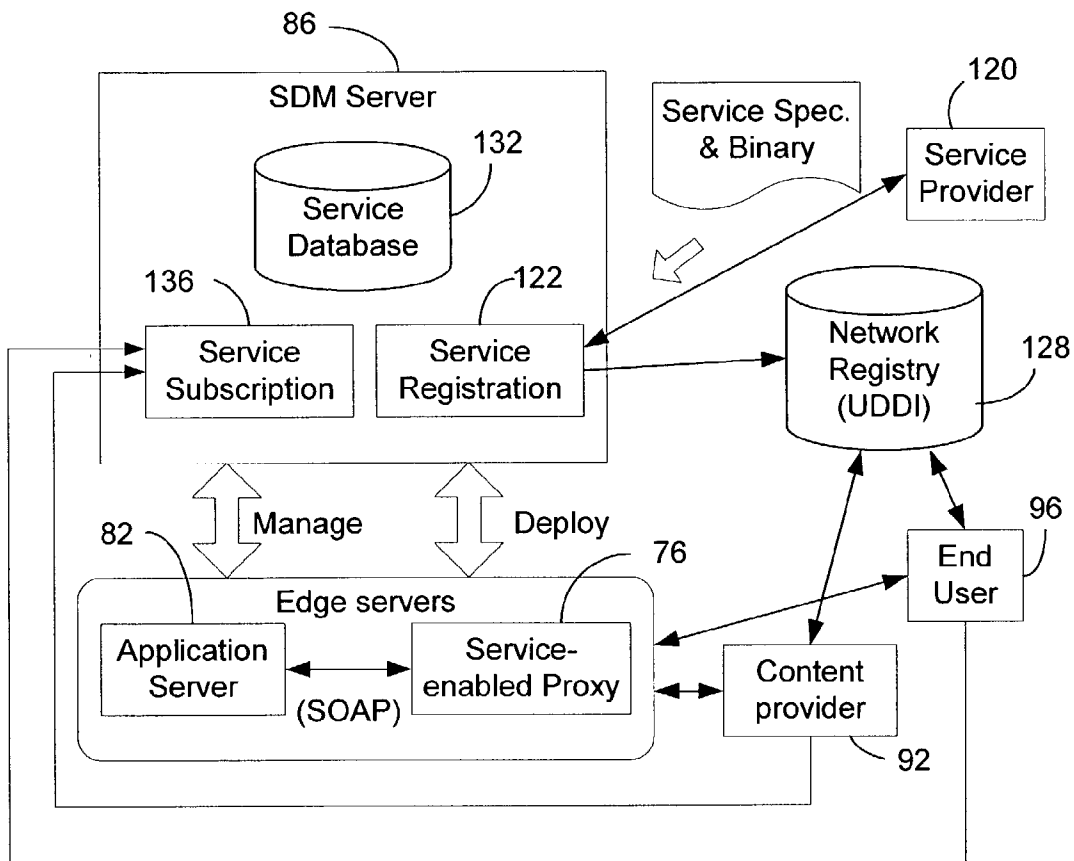 86
SDM Server
120
Service Spec.
& Binary
132
Service
Provider
Service
Database
136
122
Service
Subscription
Service
Registration
Network
Registry
(UDDI)
128
Manage
Deploy
82
76
96
End
User
Edge servers
Application
Server
(SOAP)
Service-
enabled Proxy
Content
provider
92